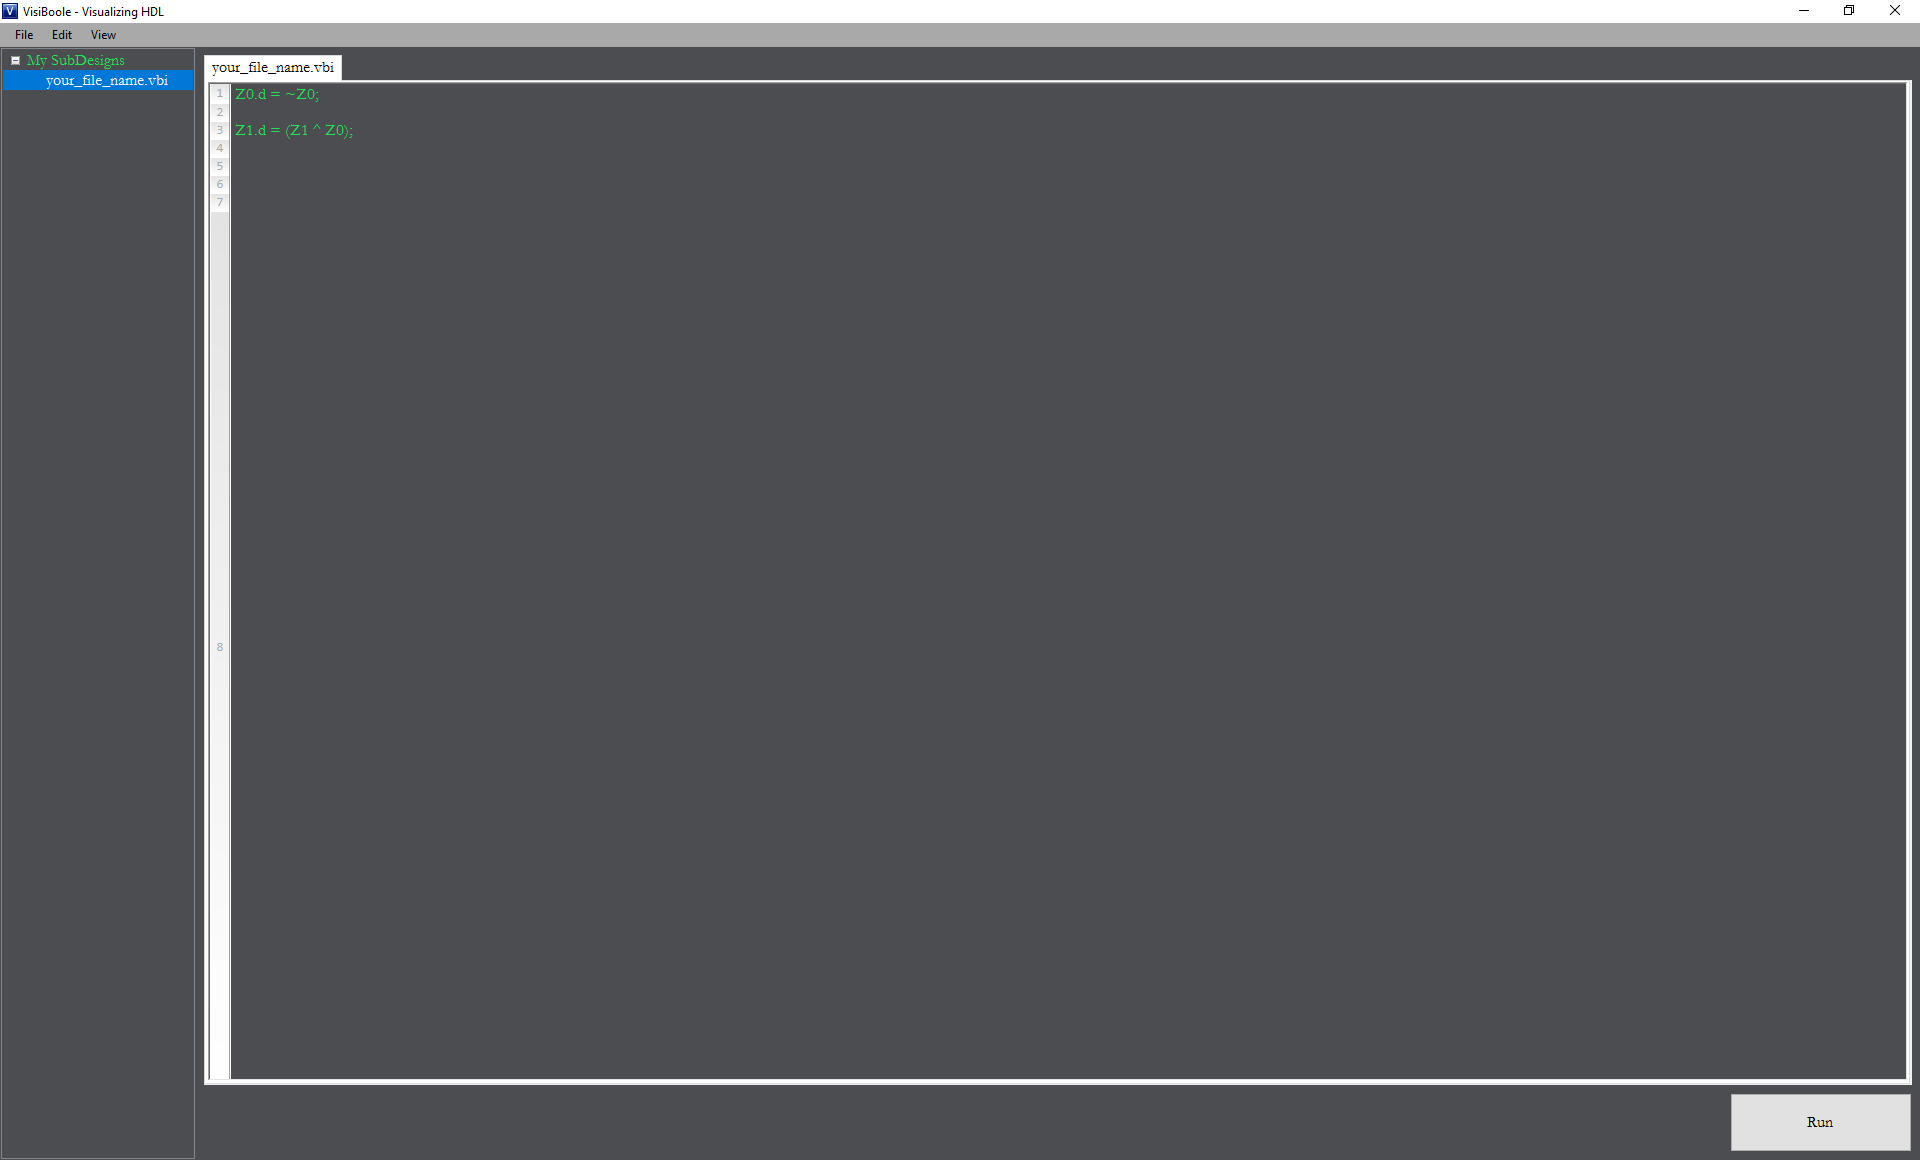 VisiBoole - Visualizing HDL
File Edit View
My SubDesigns
your_file_name.vbi
your_file_name.vbi
1 Z0.d = ~Z0;
2
3 Z1.d = (Z1 ^ Z0);
4
5
6
7
8
Run